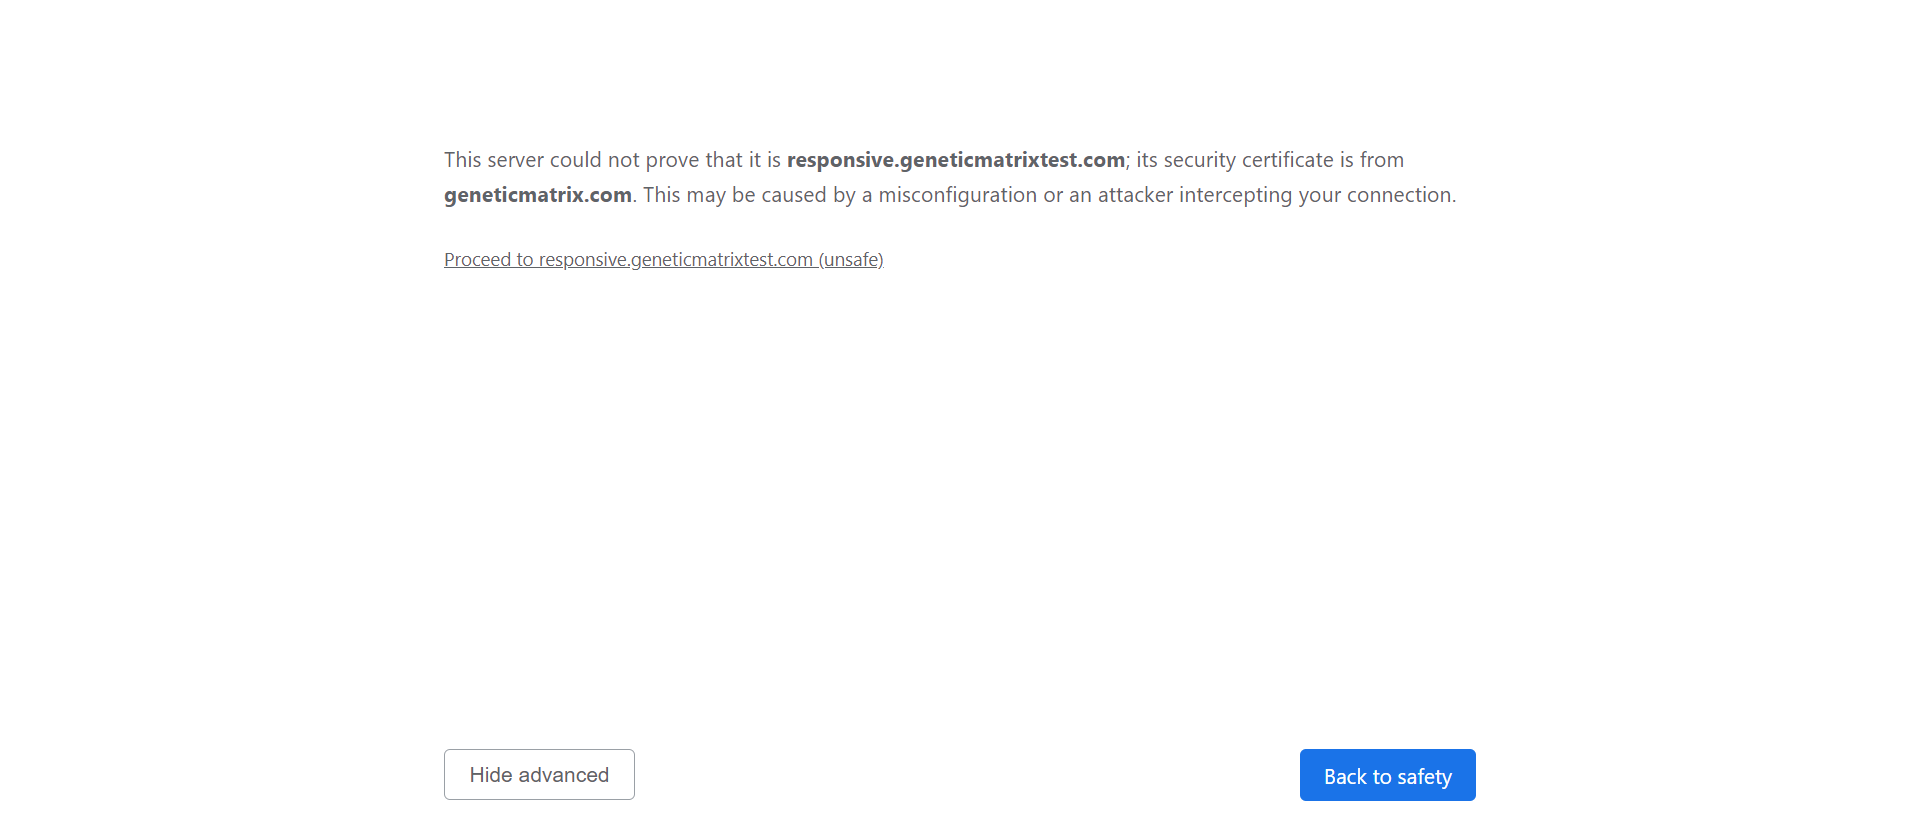 This server could not prove that it is responsive.geneticmatrixtest.com; its security certificate is from
geneticmatrix.com. This may be caused by a misconfiguration or an attacker intercepting your connection.
Proceed to responsive.geneticmatrixtest.com (unsafe)
Hide advanced
Back to safety